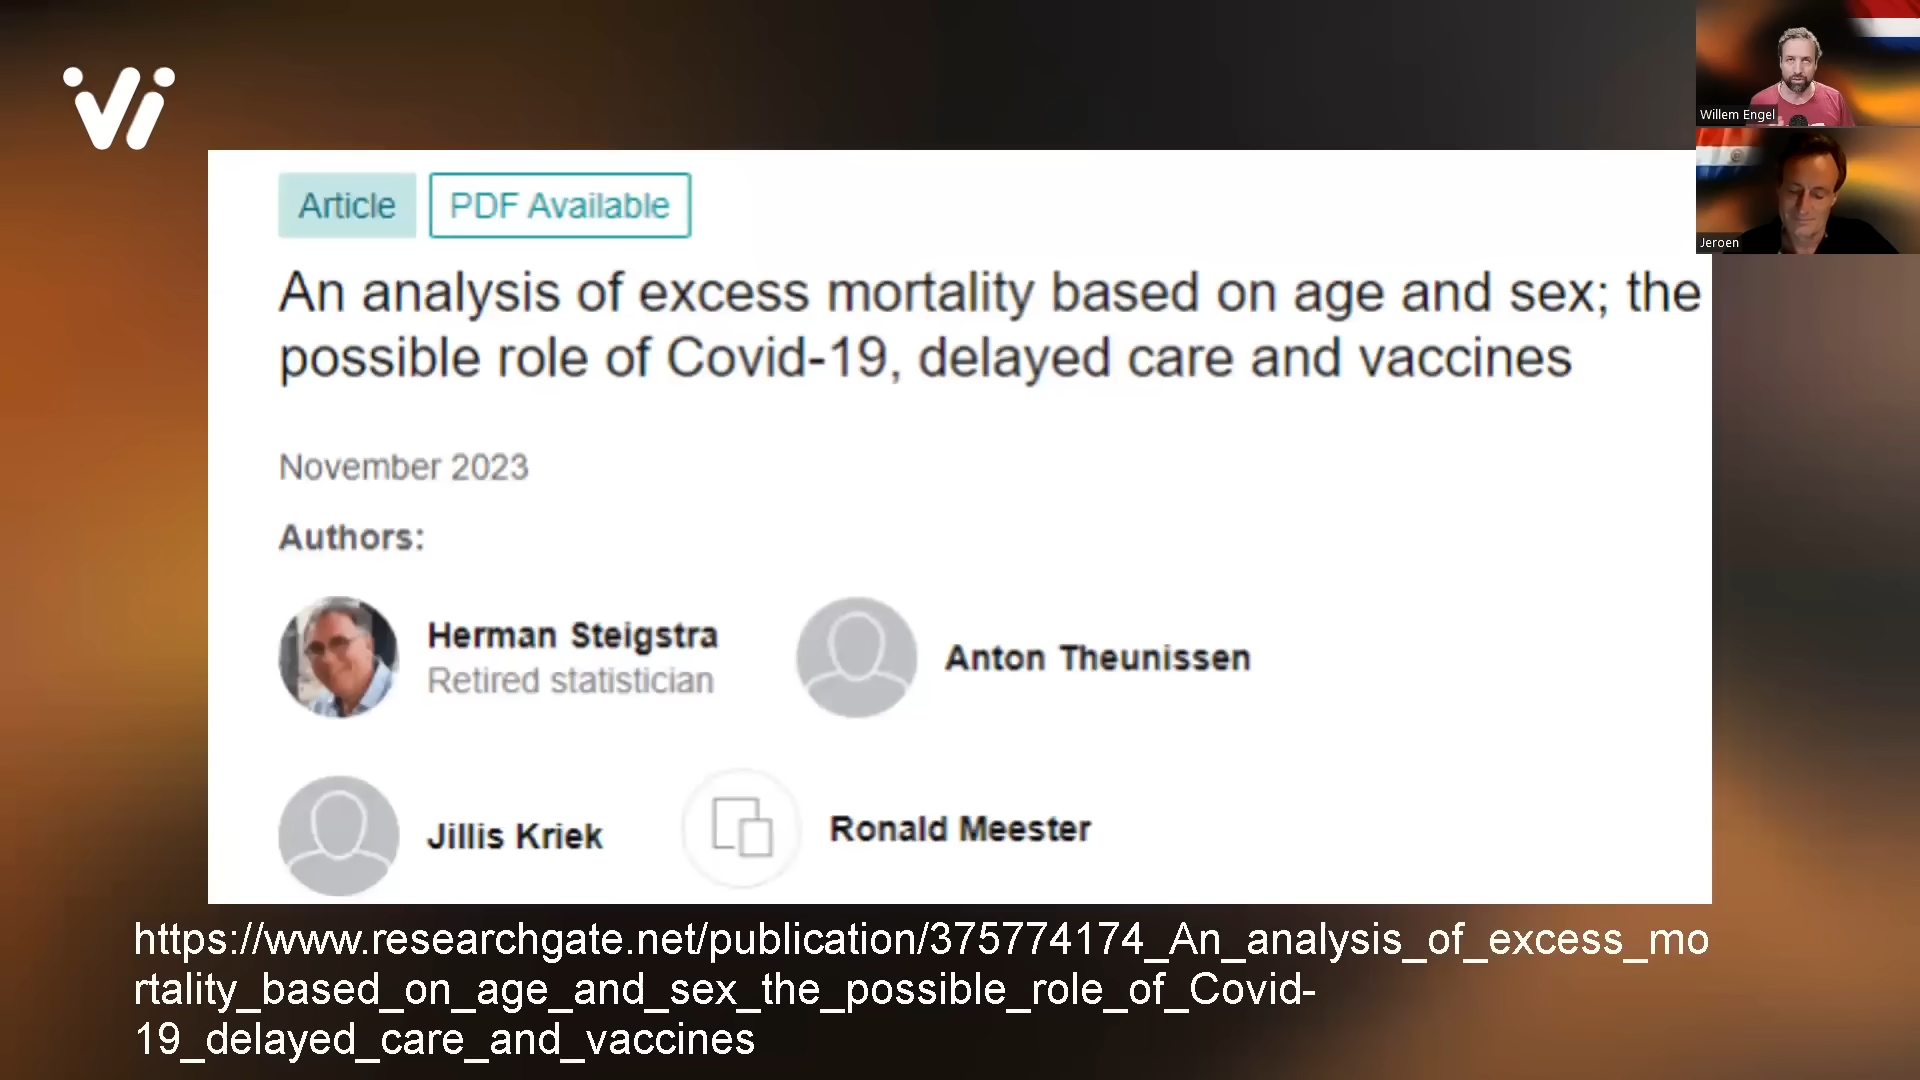 Vi
Willem Engel
Jeroen
Article
PDF Available
An analysis of excess mortality based on age and sex; the
possible role of Covid-19, delayed care and vaccines
November 2023
Authors:
Herman Steigstra
Retired statistician
Anton Theunissen
Jillis Kriek
Ronald Meester
https://www.researchgate.net/publication/375774174_An_analysis_of_excess_mo
rtality_based_on_age_and_sex_the_possible_role_of_Covid-
19_delayed_care_and_vaccines